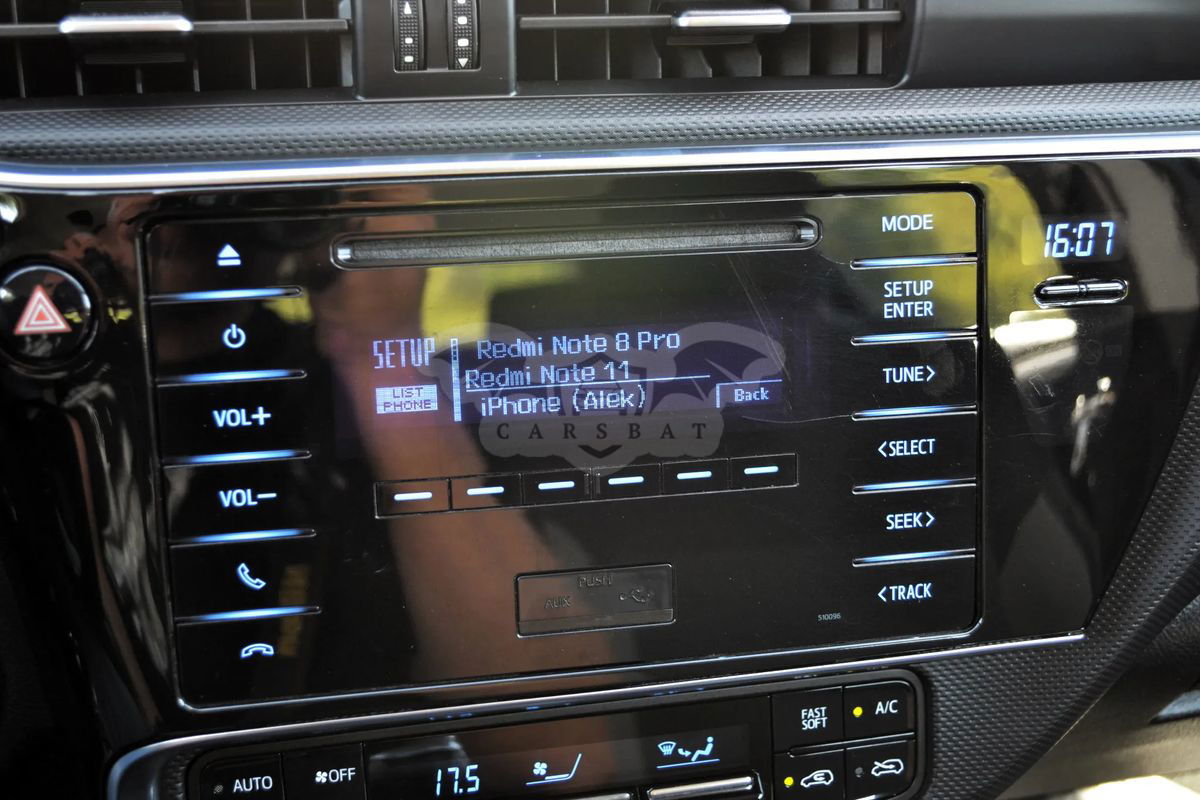 MODE
16:07
SETUP
ENTER
VOL+
SETUP
LIST
PHONE
Redmi Note 8 Pro
Redmi Note 11
iPhone (Alek)
Back
CARSBAT
TUNE>
<SELECT
VOL-
SEEK>
PUSH
AUX
<TRACK
510096
FAST
SOFT
A/C
AUTO
OFF
17.5